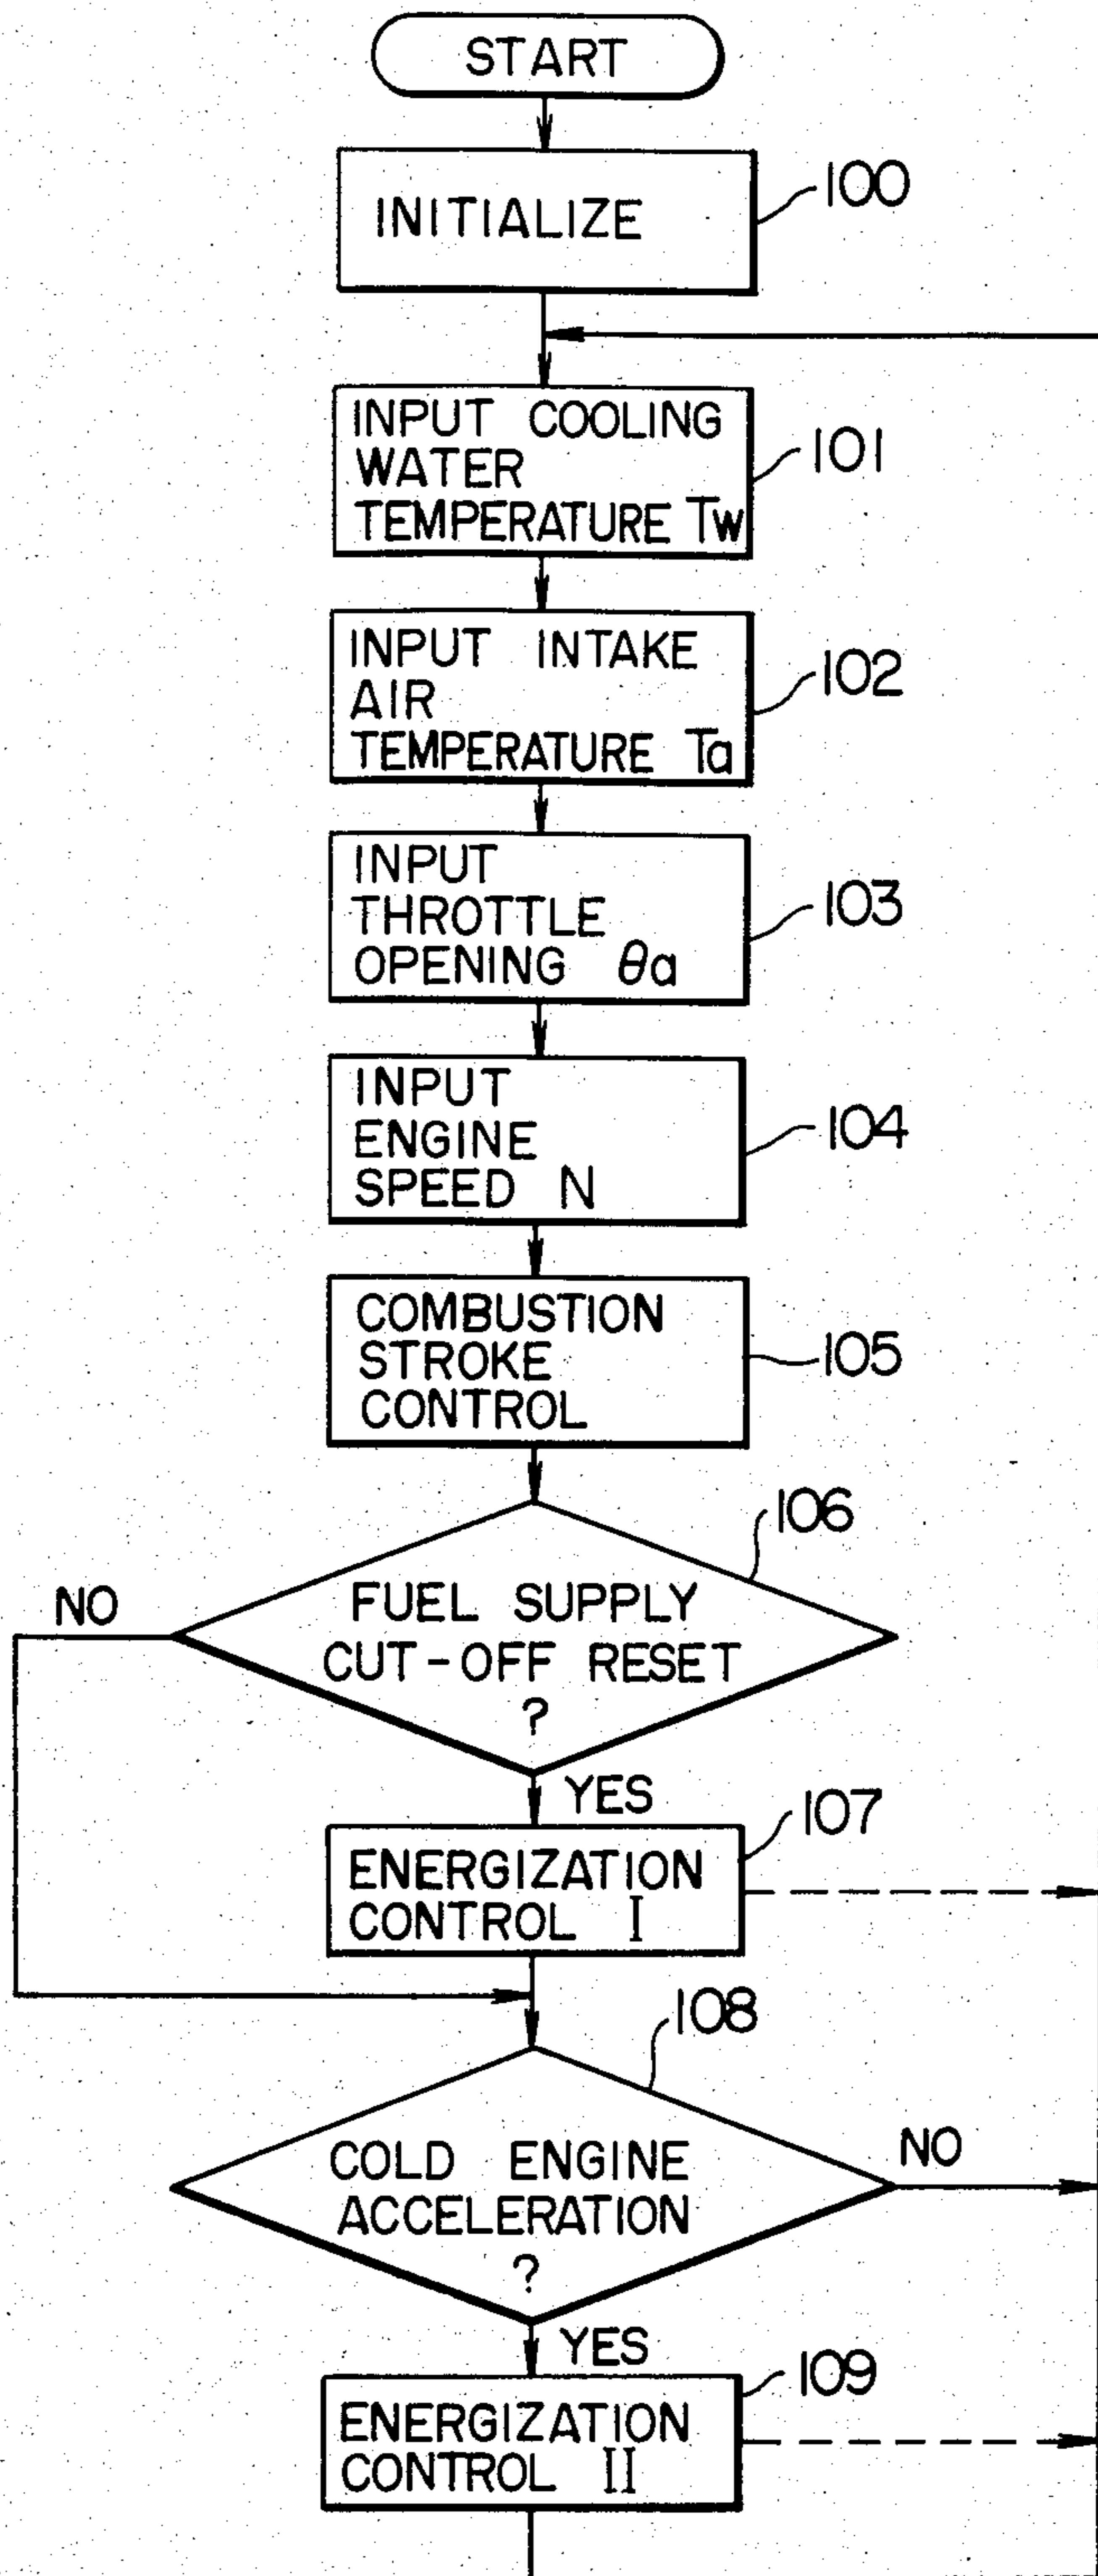 START
INITIALIZE
100
INPUT COOLING
WATER
TEMPERATURE Tw
101
INPUT INTAKE
AIR
TEMPERATURE Ta
102
INPUT
THROTTLE
OPENING θa
103
INPUT
ENGINE
SPEED N
104
COMBUSTION
STROKE
CONTROL
105
106
NO
FUEL SUPPLY
CUT-OFF RESET
?
YES
107
ENERGIZATION
CONTROL I
108
COLD ENGINE
ACCELERATION
?
NO
YES
109
ENERGIZATION
CONTROL II